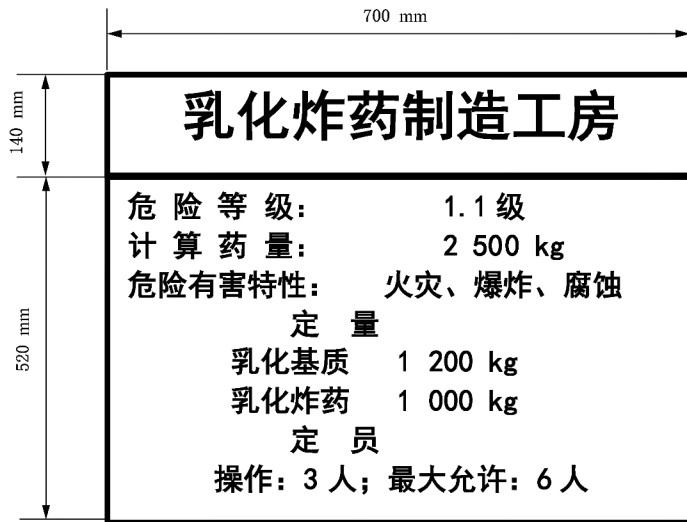 700 mm
140 mm
乳化炸药制造工房
520 mm
危 险 等 级： 1.1级
计 算 药 量： 2 500 kg
危险有害特性： 火灾、爆炸、腐蚀
定 量
乳化基质 1 200 kg
乳化炸药 1 000 kg
定 员
操作：3人；最大允许：6人